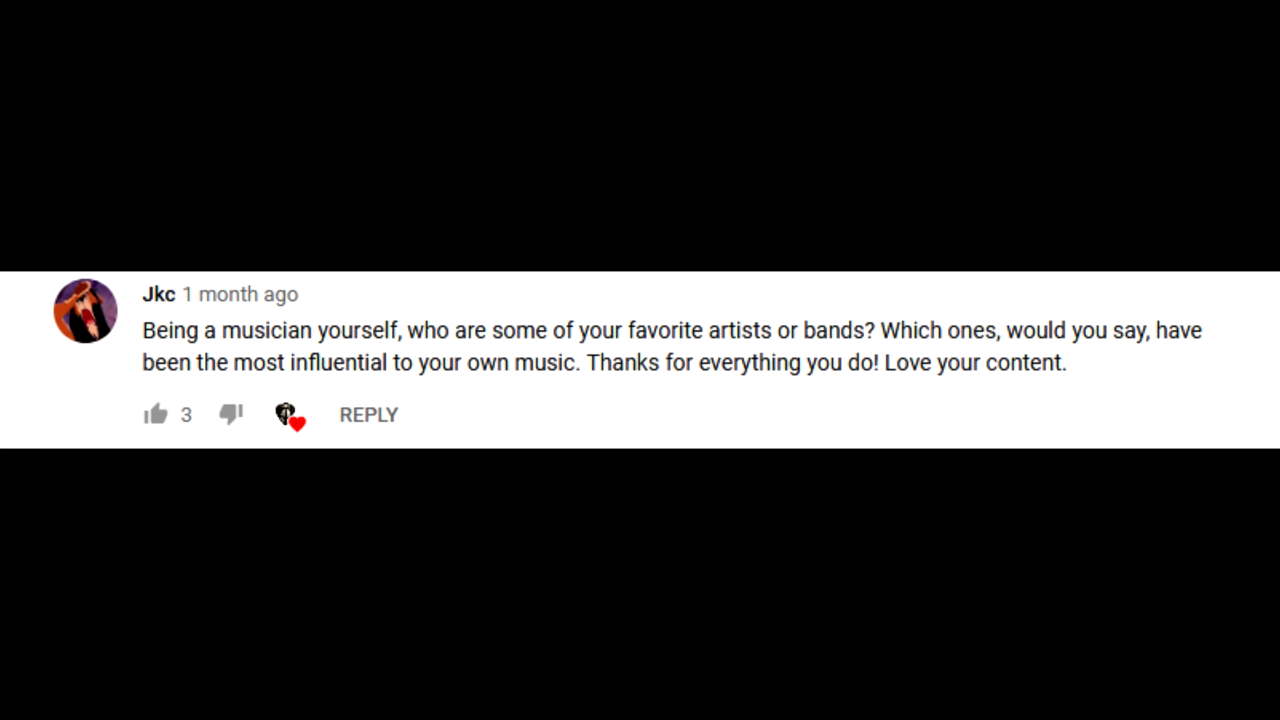 Jkc 1 month ago
Being a musician yourself, who are some of your favorite artists or bands? Which ones, would you say, have
been the most influential to your own music. Thanks for everything you do! Love your content.
3 REPLY